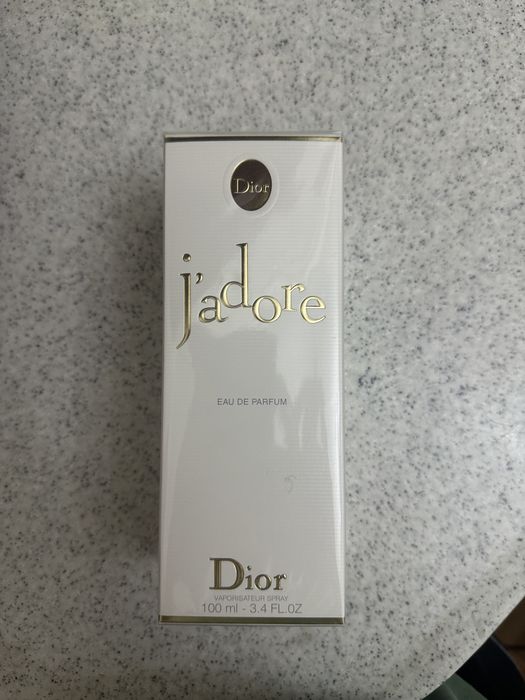 Dior
j'adore
EAU DE PARFUM
Dior
VAPORISATEUR SPRAY
100 ml - 3.4 FL.OZ